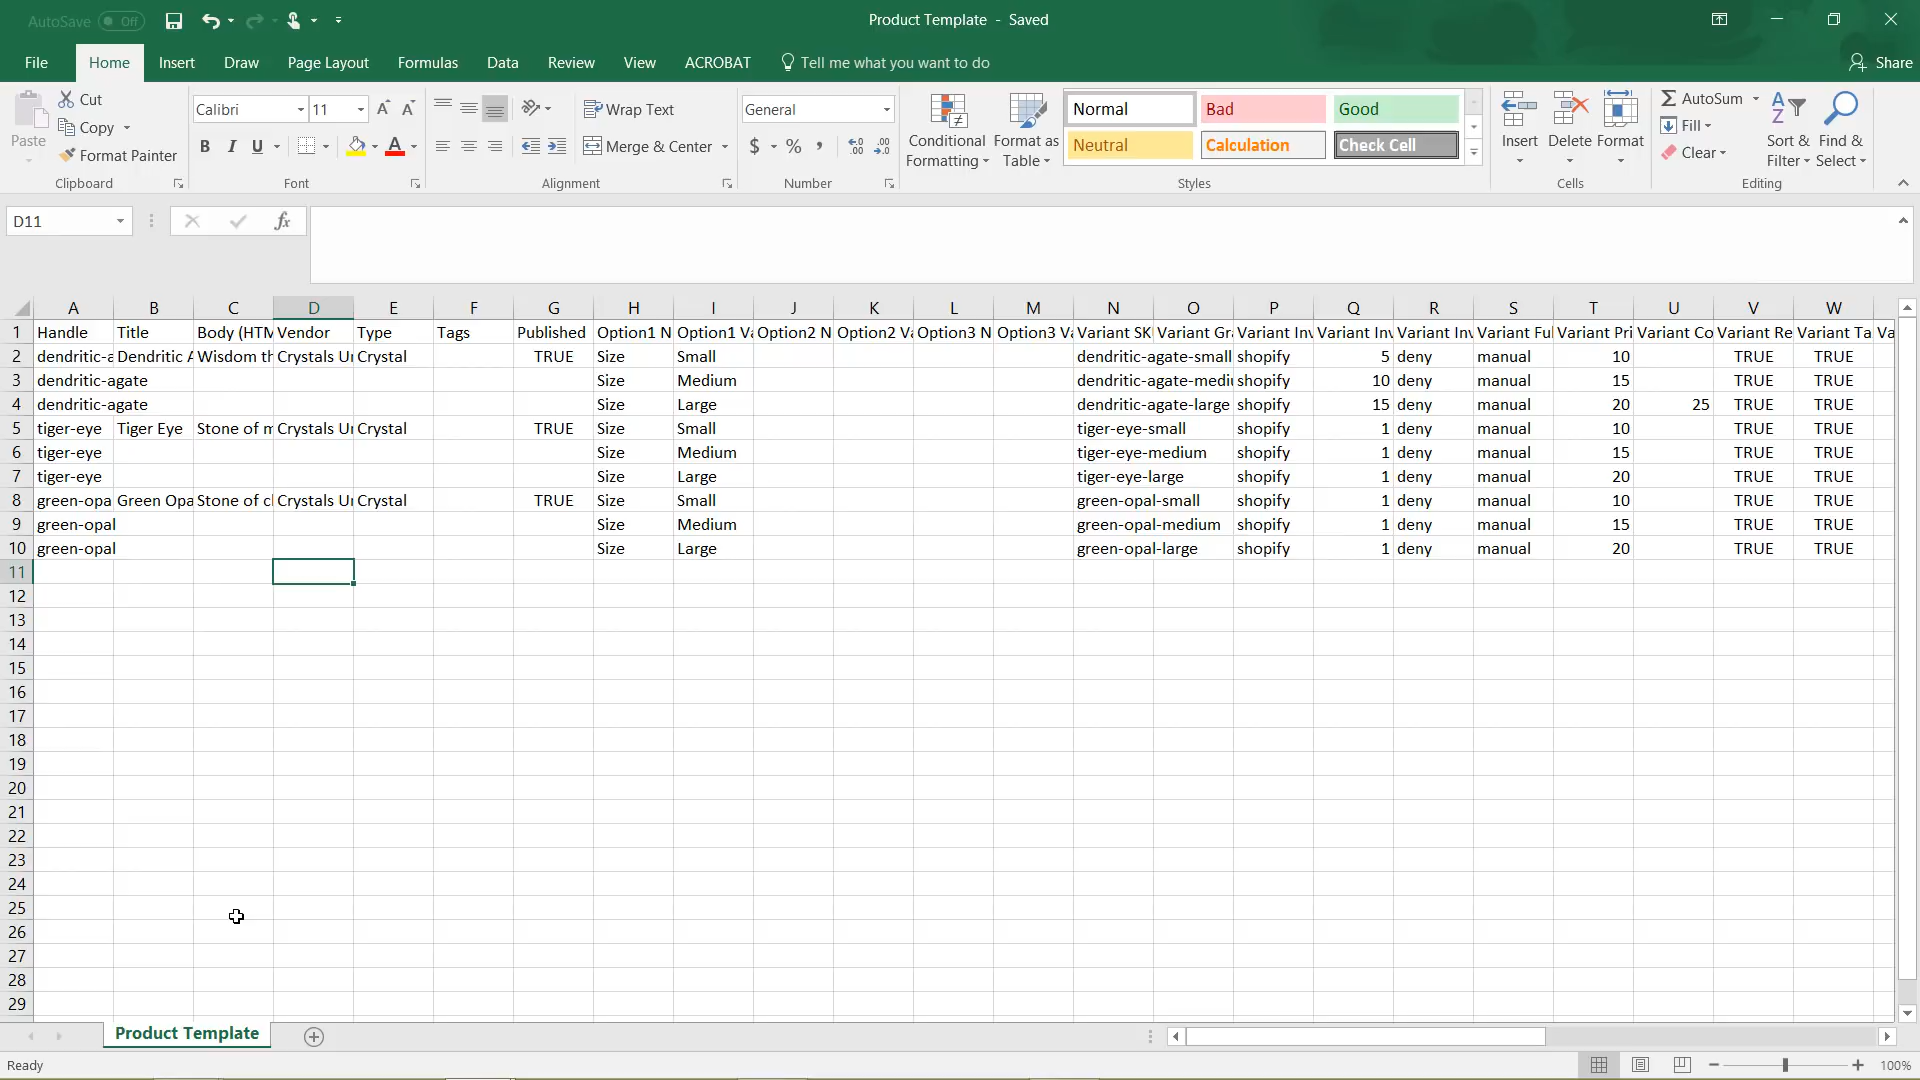 AutoSave Off Product Template - Saved
File Home Insert Draw Page Layout Formulas Data Review View ACROBAT Tell me what you want to do Share
Paste Cut Copy Format Painter Clipboard
Calibri 11 B I U A Font
Wrap Text Merge & Center Alignment
General $ % , Number
Conditional Formatting Format as Table Normal Bad Good Neutral Calculation Check Cell Styles
Insert Delete Format Cells
AutoSum Fill Clear Sort & Filter Find & Select Editing
D11 fx
A B C D E F G H I J K L M N O P Q R S T U V W
1 Handle Title Body (HTM Vendor Type Tags Published Option1 N Option1 Va Option2 N Option2 Va Option3 N Option3 Va Variant SK Variant Gra Variant Inv Variant Inv Variant Inv Variant Ful Variant Pri Variant Co Variant Re Variant Ta Va
2 dendritic-a Dendritic A Wisdom th Crystals Un Crystal TRUE Size Small dendritic-agate-small shopify 5 deny manual 10 TRUE TRUE
3 dendritic-agate Size Medium dendritic-agate-mediu shopify 10 deny manual 15 TRUE TRUE
4 dendritic-agate Size Large dendritic-agate-large shopify 15 deny manual 20 25 TRUE TRUE
5 tiger-eye Tiger Eye Stone of m Crystals Un Crystal TRUE Size Small tiger-eye-small shopify 1 deny manual 10 TRUE TRUE
6 tiger-eye Size Medium tiger-eye-medium shopify 1 deny manual 15 TRUE TRUE
7 tiger-eye Size Large tiger-eye-large shopify 1 deny manual 20 TRUE TRUE
8 green-opa Green Opa Stone of cl Crystals Un Crystal TRUE Size Small green-opal-small shopify 1 deny manual 10 TRUE TRUE
9 green-opal Size Medium green-opal-medium shopify 1 deny manual 15 TRUE TRUE
10 green-opal Size Large green-opal-large shopify 1 deny manual 20 TRUE TRUE
11
12
13
14
15
16
17
18
19
20
21
22
23
24
25
26
27
28
29
Product Template
Ready 100%